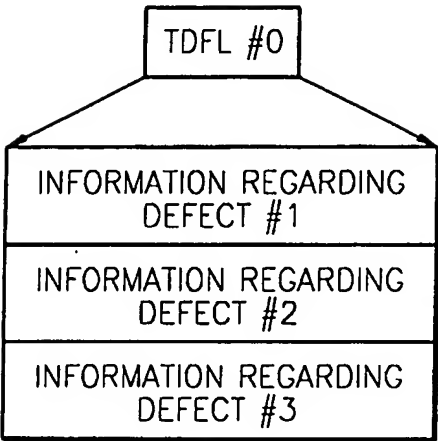 TDFL #0
INFORMATION REGARDING
DEFECT #1
INFORMATION REGARDING
DEFECT #2
INFORMATION REGARDING
DEFECT #3